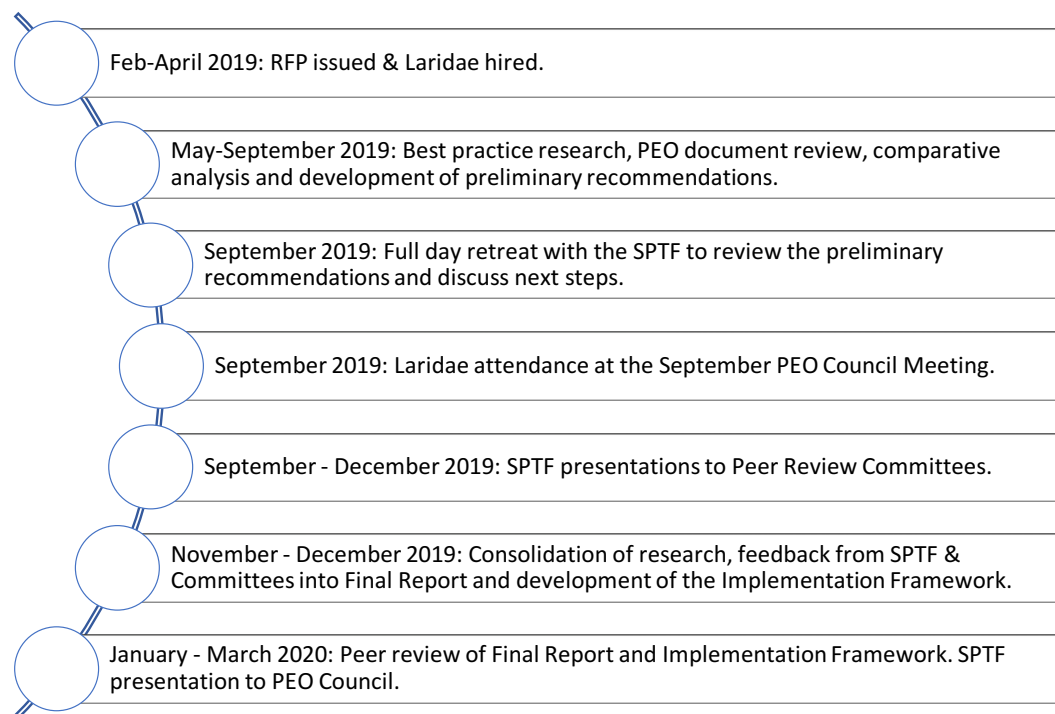 Feb-April 2019: RFP issued & Laridae hired.
May-September 2019: Best practice research, PEO document review, comparative
analysis and development of preliminary recommendations.
September 2019: Full day retreat with the SPTF to review the preliminary
recommendations and discuss next steps.
September 2019: Laridae attendance at the September PEO Council Meeting.
September - December 2019: SPTF presentations to Peer Review Committees.
November - December 2019: Consolidation of research, feedback from SPTF &
Committees into Final Report and development of the Implementation Framework.
January - March 2020: Peer review of Final Report and Implementation Framework. SPTF
presentation to PEO Council.